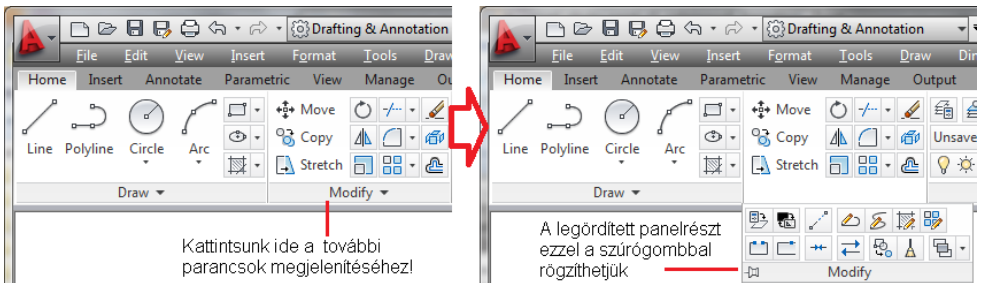 Drafting & Annotation
File Edit View Insert Format Tools Draw
Home Insert Annotate Parametric View Manage Ou
Move
Copy
Line Polyline Circle Arc
Stretch
Draw
Modify
Kattintsunk ide a további
parancsok megjelenítéséhez!
Drafting & Annotation
File Edit View Insert Format Tools Draw Dir
Home Insert Annotate Parametric View Manage Output
Move
Copy
Unsave
Line Polyline Circle Arc
Stretch
Draw
A legördített panelrészt
ezzel a szúrógombbal
rögzíthetjük
Modify